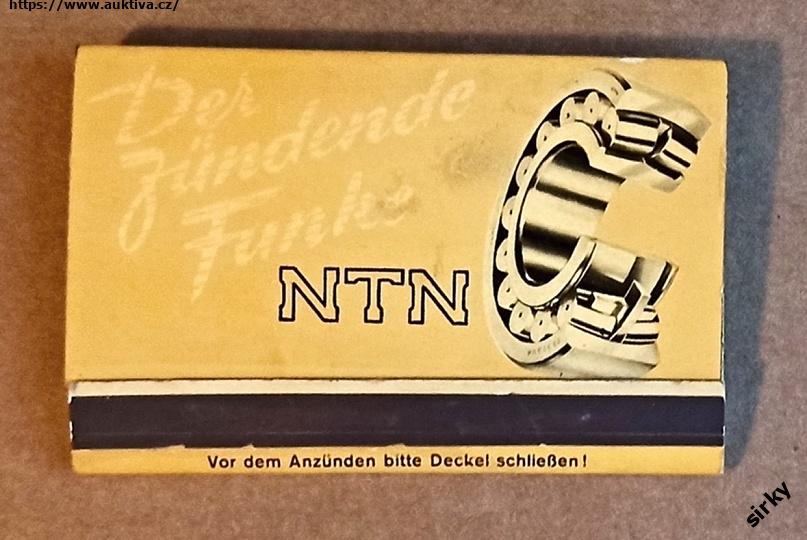 https://www.auktiva.cz/
Der
zündende
Funke
NTN
Vor dem Anzünden bitte Deckel schließen!
sirky